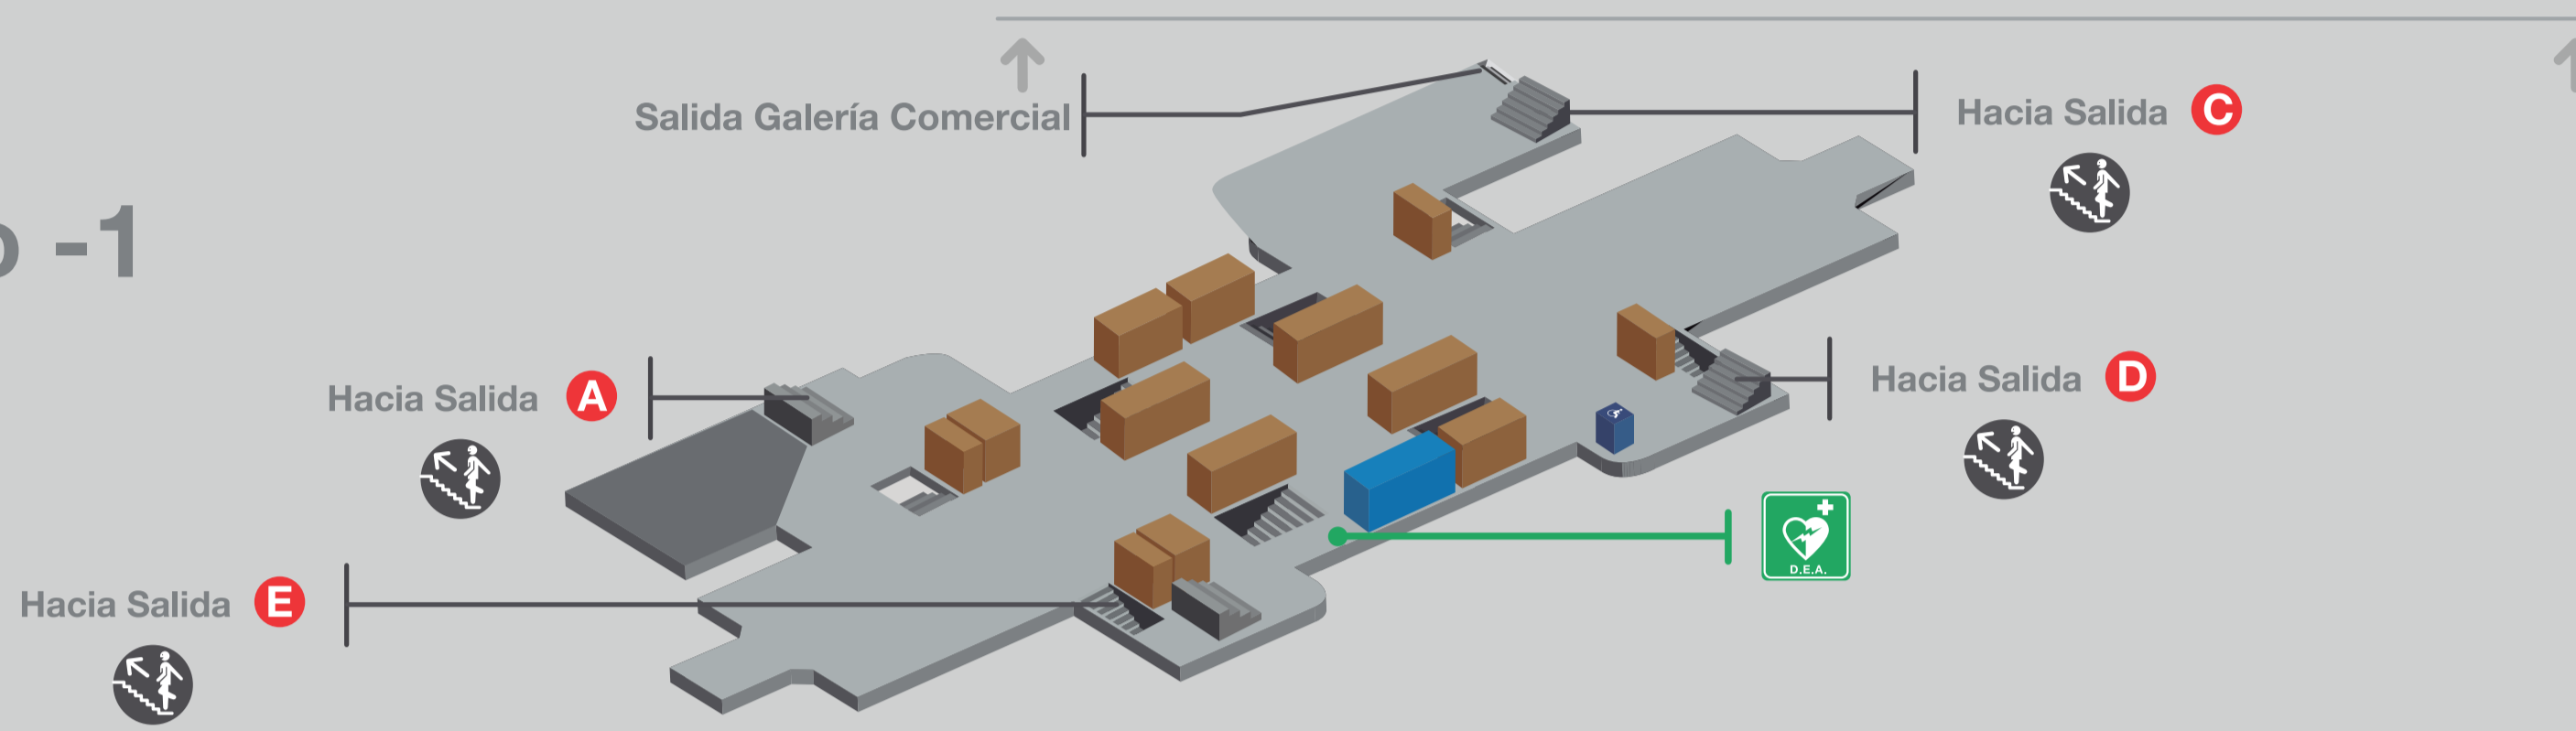 Salida Galería Comercial
Hacia Salida C
-1
Hacia Salida A
Hacia Salida D
D.E.A.
Hacia Salida E